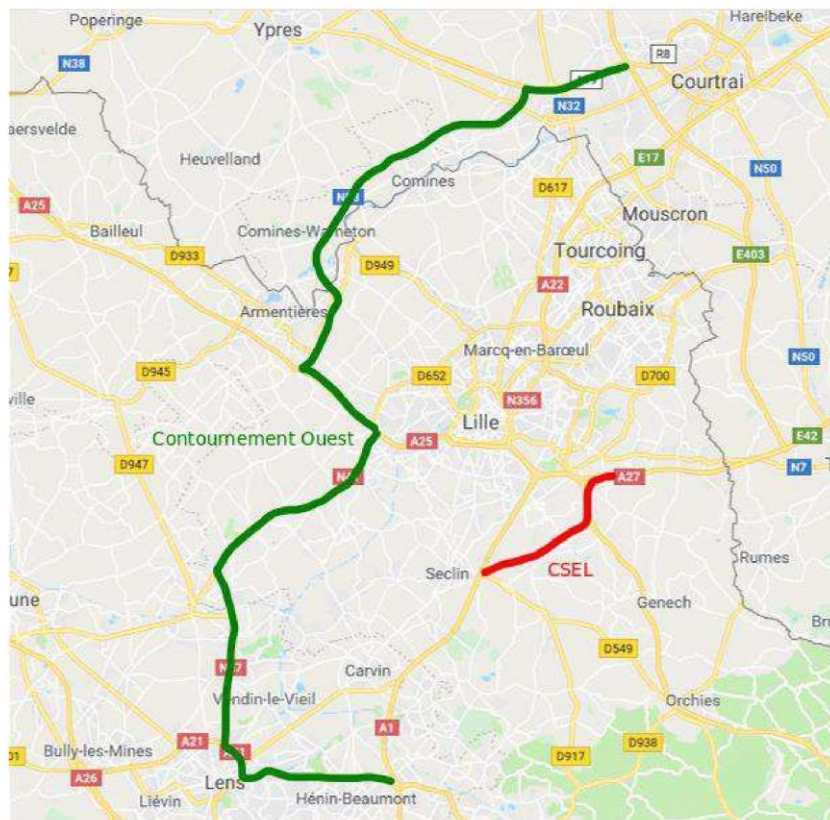 Poperinge
Harelbeke
Ypres
R8
N38
Courtrai
N32
aersvelde
Heuvelland
E17
N50
Comines
D617
A25
Mouscron
Bailleul
Comines-Warneton
D933
Tourcoing
E403
D949
A22
Armentières
Roubaix
Marcq-en-Barœul
N50
D945
D652
D700
ville
N356
Lille
Contournement Ouest
A25
E42
D947
N7
A27
Seclin
CSEL
Rumes
une
Genech
D549
Carvin
Vendin-le-Vieil
Orchies
A1
A21
Bully-les-Mines
D938
D917
01
A26
Lens
Liévin
Hénin-Beaumont